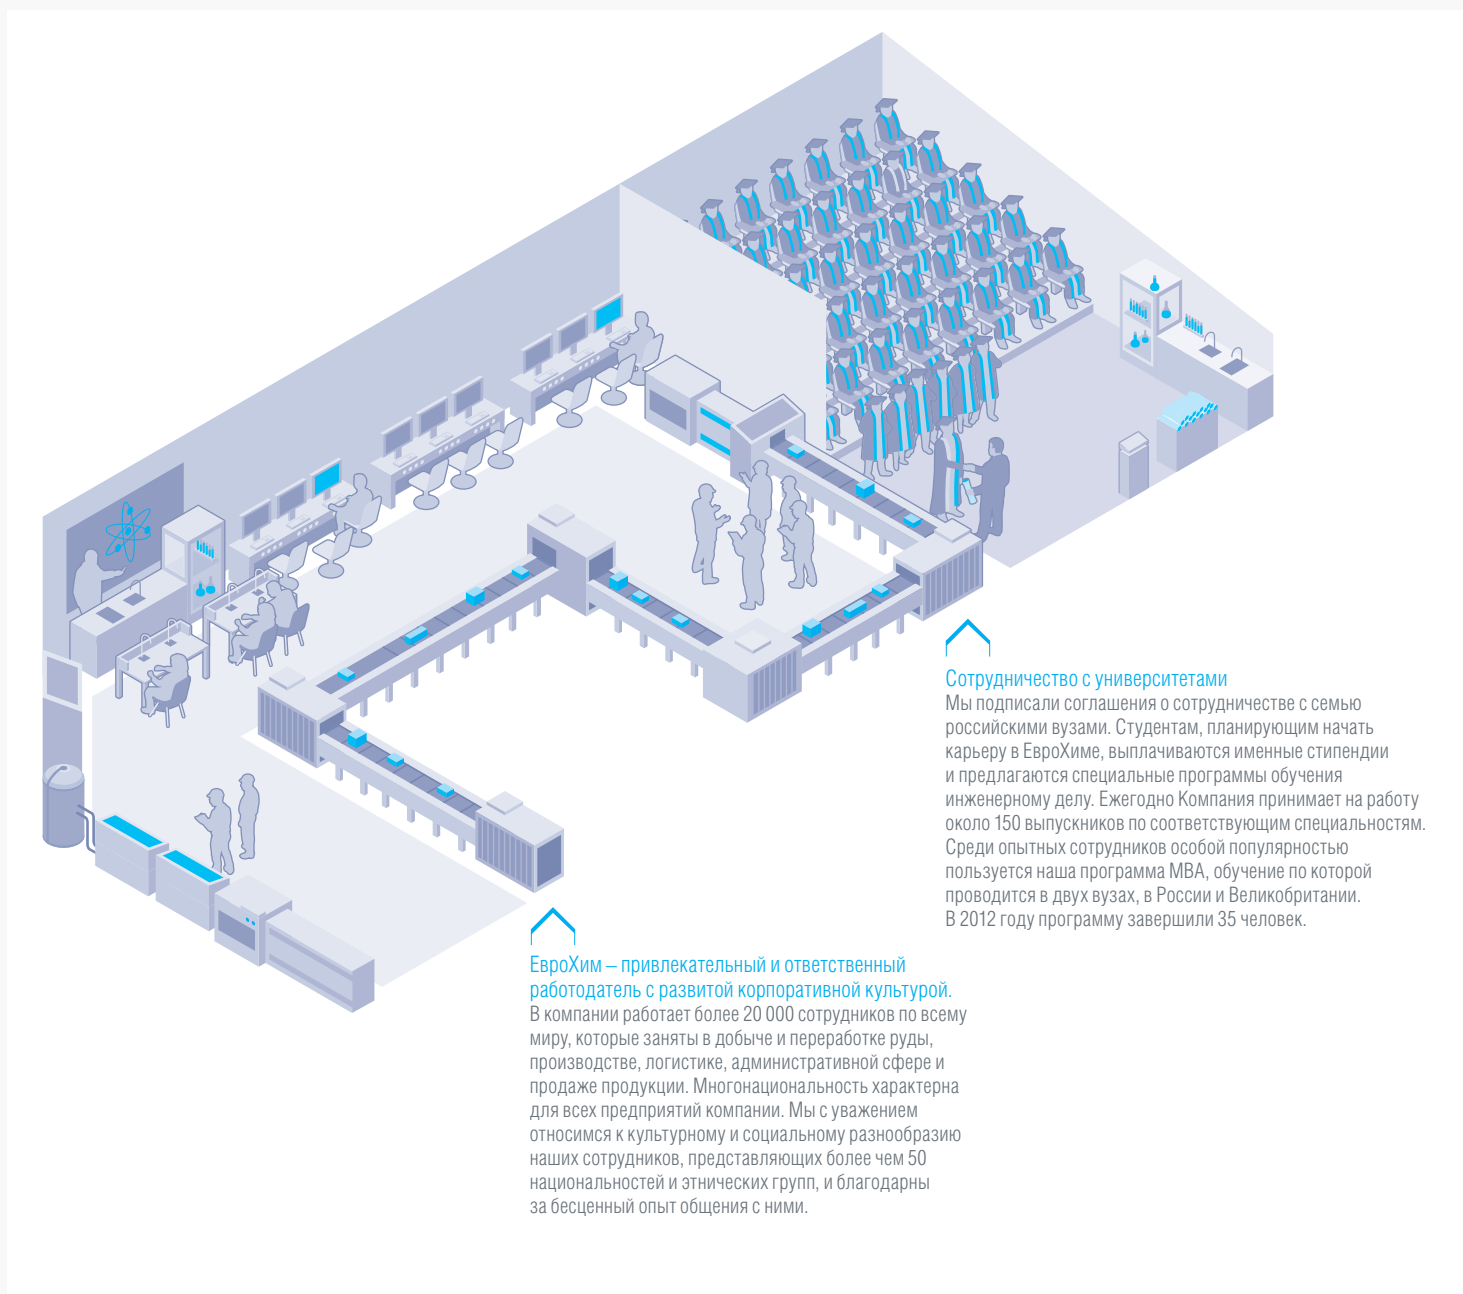 Сотрудничество с университетами
Мы подписали соглашения о сотрудничестве с семью
российскими вузами. Студентам, планирующим начать
карьеру в ЕвроХиме, выплачиваются именные стипендии
и предлагаются специальные программы обучения
инженерному делу. Ежегодно Компания принимает на работу
около 150 выпускников по соответствующим специальностям.
Среди опытных сотрудников особой популярностью
пользуется наша программа MBA, обучение по которой
проводится в двух вузах, в России и Великобритании.
В 2012 году программу завершили 35 человек.
ЕвроХим – привлекательный и ответственный
работодатель с развитой корпоративной культурой.
В компании работает более 20 000 сотрудников по всему
миру, которые заняты в добыче и переработке руды,
производстве, логистике, административной сфере и
продаже продукции. Многонациональность характерна
для всех предприятий компании. Мы с уважением
относимся к культурному и социальному разнообразию
наших сотрудников, представляющих более чем 50
национальностей и этнических групп, и благодарны
за бесценный опыт общения с ними.